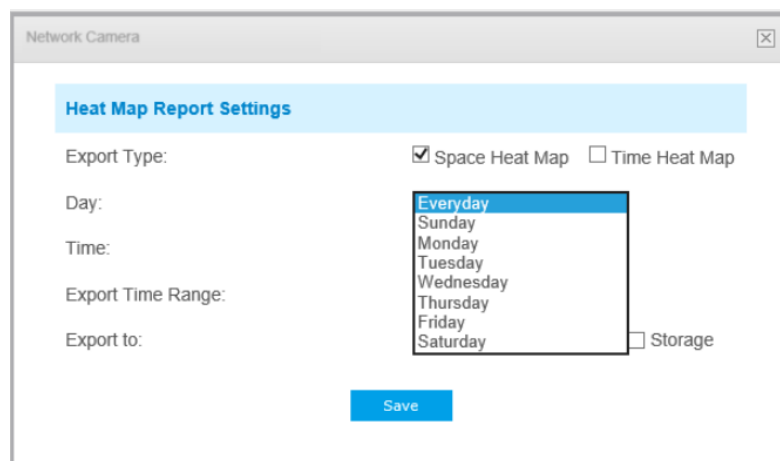 Network Camera
Heat Map Report Settings
Export Type: Space Heat Map Time Heat Map
Day: Everyday
Sunday
Time: Monday
Tuesday
Wednesday
Export Time Range: Thursday
Friday
Export to: Saturday Storage
Save